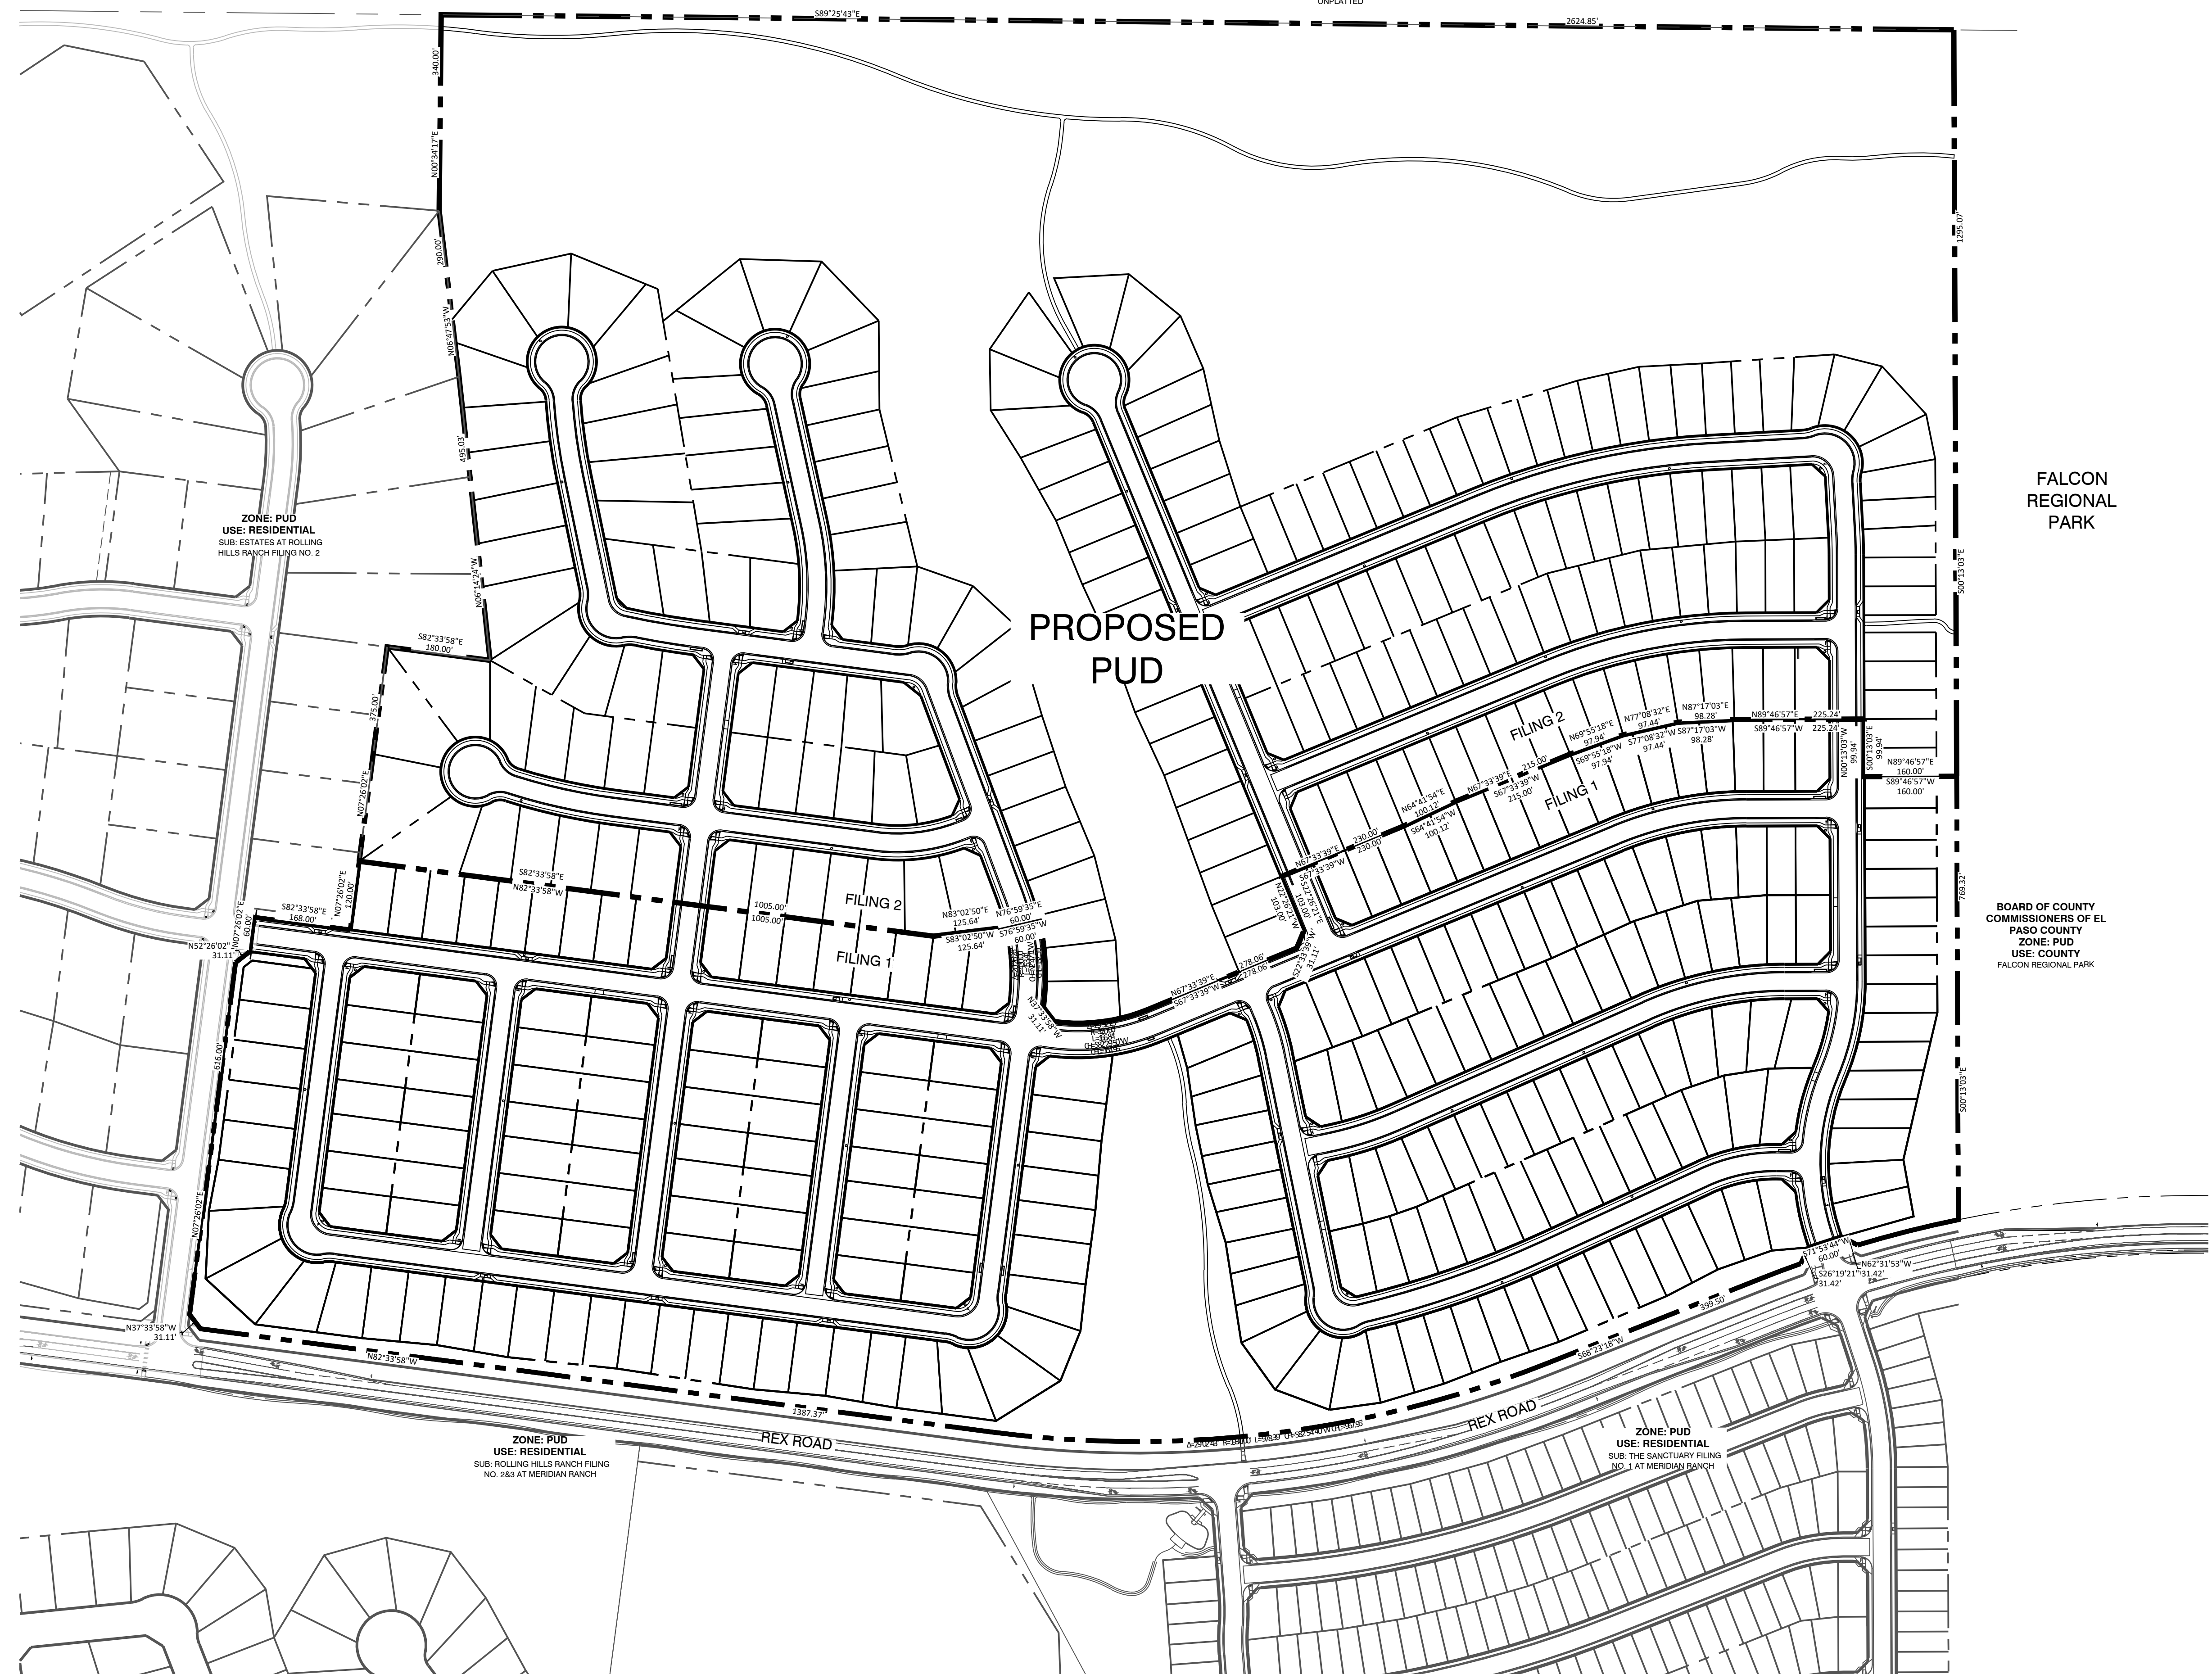 UNPLATTED
S89°25'43"E
2624.85'
340.00'
N00°34'17"E
290.00'
N06°47'53"W
495.03'
N06°14'24"W
1295.07'
S00°13'03"E
769.32'
S00°13'03"E
FALCON
REGIONAL
PARK
ZONE: PUD
USE: RESIDENTIAL
SUB: ESTATES AT ROLLING
HILLS RANCH FILING NO. 2
PROPOSED
PUD
S82°33'58"E
180.00'
375.00'
N07°26'02"E
S82°33'58"E
N82°33'58"W
1005.00'
1005.00'
FILING 2
FILING 1
N83°02'50"E
125.64'
S83°02'50"W
125.64'
N76°59'35"E
60.00'
S76°59'35"W
60.00'
N37°33'58"W
31.11'
S82°33'58"E
168.00'
N07°26'02"E
120.00'
N07°26'02"E
60.00'
N52°26'02"
31.11'
616.00'
N07°26'02"E
N37°33'58"W
31.11'
N82°33'58"W
1387.37'
REX ROAD
N67°33'39"E
S67°33'39"W
278.06'
278.06'
S22°33'39"W
31.11'
N22°26'21"W
103.00'
S22°26'21"E
103.00'
N67°33'39"E
S67°33'39"W
230.00'
230.00'
N64°41'54"E
100.12'
S64°41'54"W
100.12'
N67°33'39"E
S67°33'39"W
215.00'
215.00'
FILING 2
FILING 1
N69°55'18"E
97.94'
S69°55'18"W
97.94'
N77°08'32"E
97.44'
S77°08'32"W
97.44'
N87°17'03"E
98.28'
S87°17'03"W
98.28'
N89°46'57"E
S89°46'57"W
225.24'
225.24'
N00°13'03"W
99.94'
S00°13'03"E
99.94'
N89°46'57"E
160.00'
S89°46'57"W
160.00'
BOARD OF COUNTY
COMMISSIONERS OF EL
PASO COUNTY
ZONE: PUD
USE: COUNTY
FALCON REGIONAL PARK
S71°53'44"W
60.00'
N62°31'53"W
31.42'
S26°19'21"
31.42'
399.50'
S68°23'18"W
REX ROAD
ZONE: PUD
USE: RESIDENTIAL
SUB: ROLLING HILLS RANCH FILING
NO. 2&3 AT MERIDIAN RANCH
ZONE: PUD
USE: RESIDENTIAL
SUB: THE SANCTUARY FILING
NO. 1 AT MERIDIAN RANCH